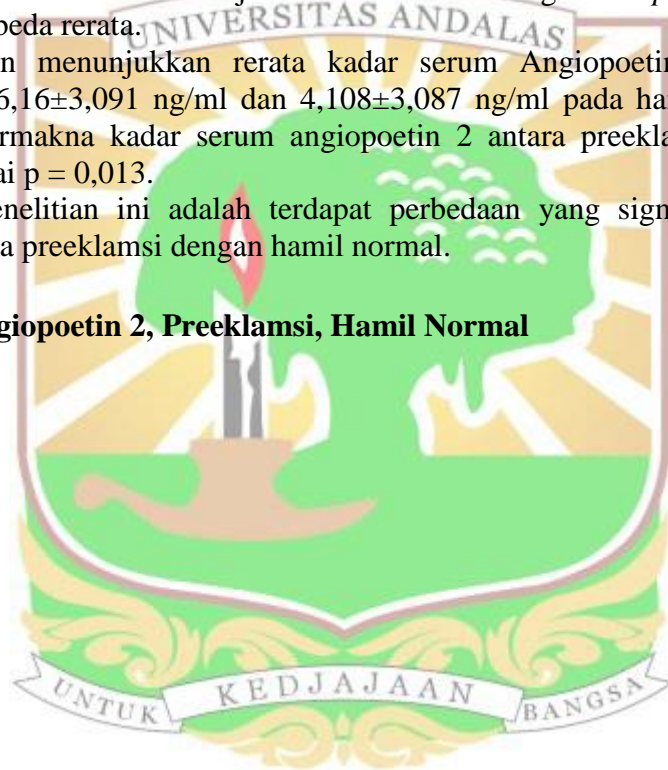 UNIVERSITAS ANDALAS
beda rerata.
n menunjukkan rerata kadar serum Angiopoetin
6,16±3,091 ng/ml dan 4,108±3,087 ng/ml pada ha
rmakna kadar serum angiopoetin 2 antara preekla
ai p = 0,013.
enelitian ini adalah terdapat perbedaan yang sign
a preeklamsi dengan hamil normal.
giopoetin 2, Preeklamsi, Hamil Normal
UNTUK KEDJAJAAN BANGSA